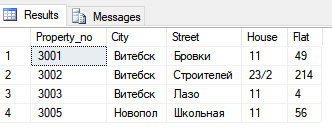 Results Messages
Property_no City Street House Flat
1 3001 Витебск Бровки 11 49
2 3002 Витебск Строителей 23/2 214
3 3003 Витебск Лазо 11 4
4 3005 Новопол Школьная 11 56